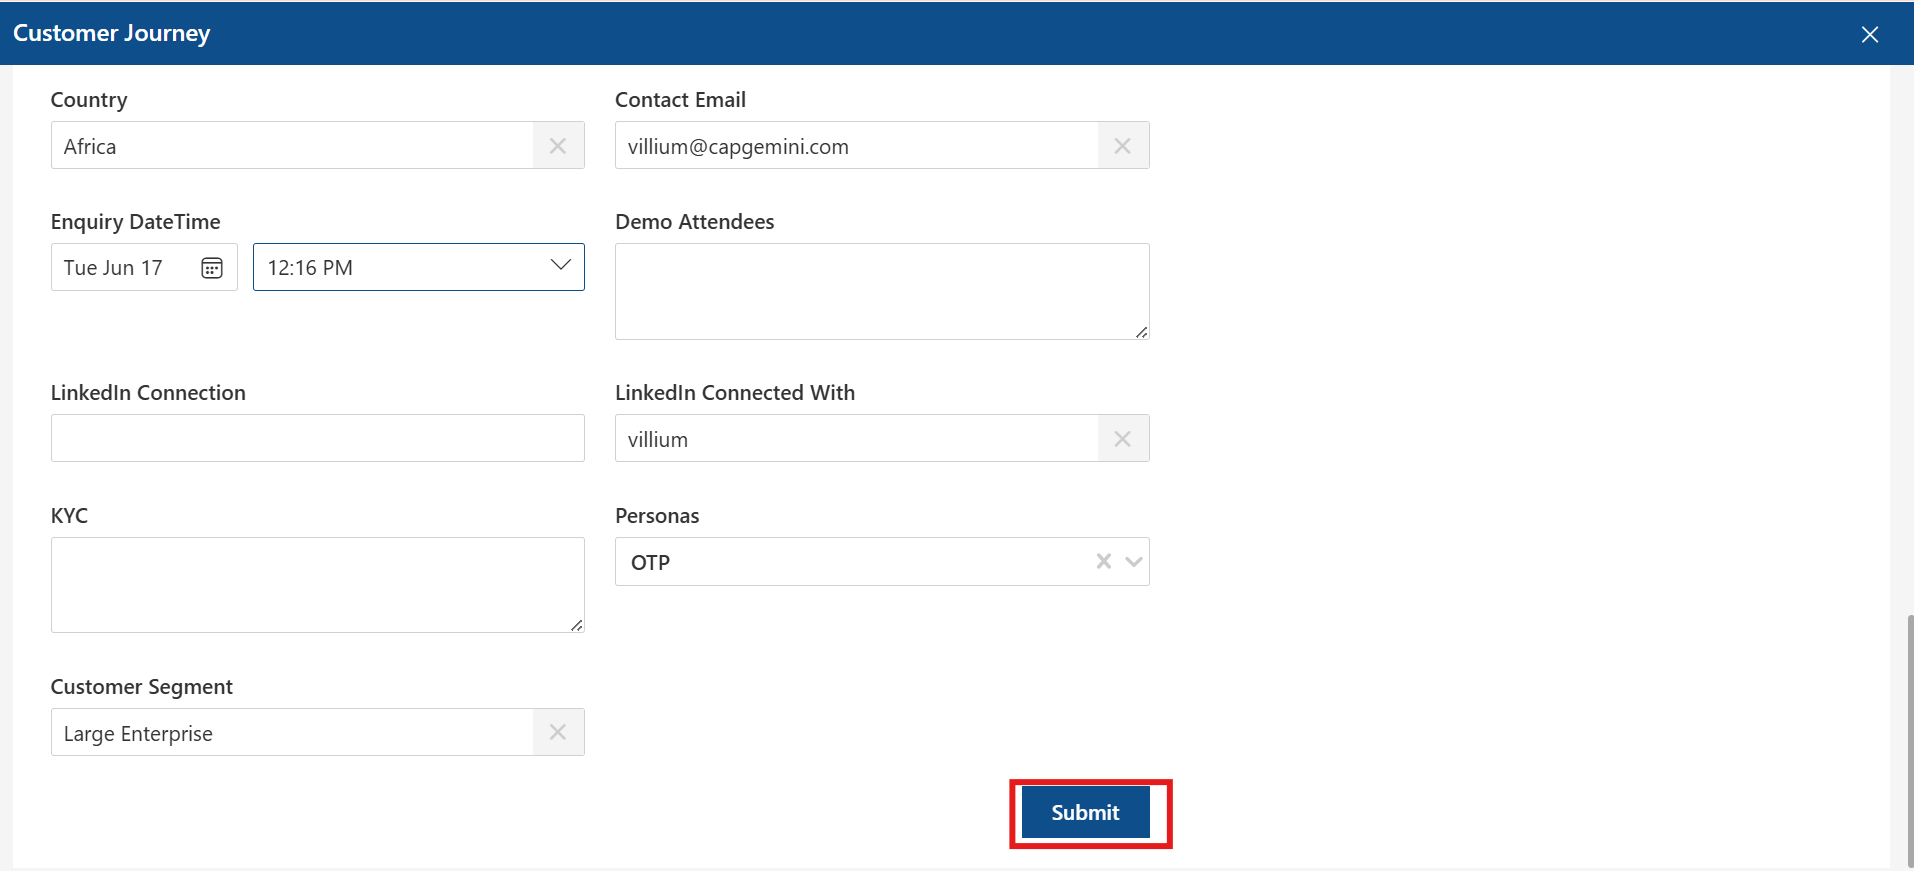 Customer Journey
Country
Contact Email
Africa
villium@capgemini.com
Enquiry DateTime
Demo Attendees
Tue Jun 17
12:16 PM
LinkedIn Connection
LinkedIn Connected With
villium
KYC
Personas
OTP
Customer Segment
Large Enterprise
Submit